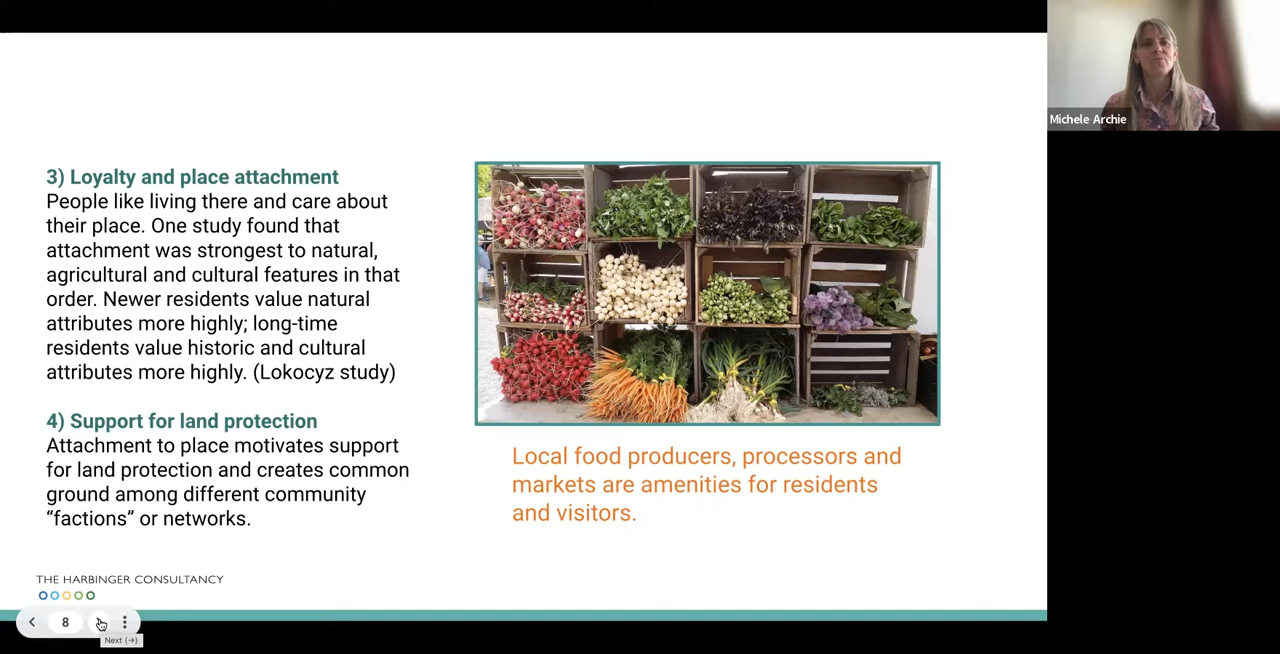 Michele Archie
3) Loyalty and place attachment
People like living there and care about
their place. One study found that
attachment was strongest to natural,
agricultural and cultural features in that
order. Newer residents value natural
attributes more highly; long-time
residents value historic and cultural
attributes more highly. (Lokocyz study)
4) Support for land protection
Attachment to place motivates support
for land protection and creates common
ground among different community
“factions” or networks.
Local food producers, processors and
markets are amenities for residents
and visitors.
THE HARBINGER CONSULTANCY
8
Next (→)